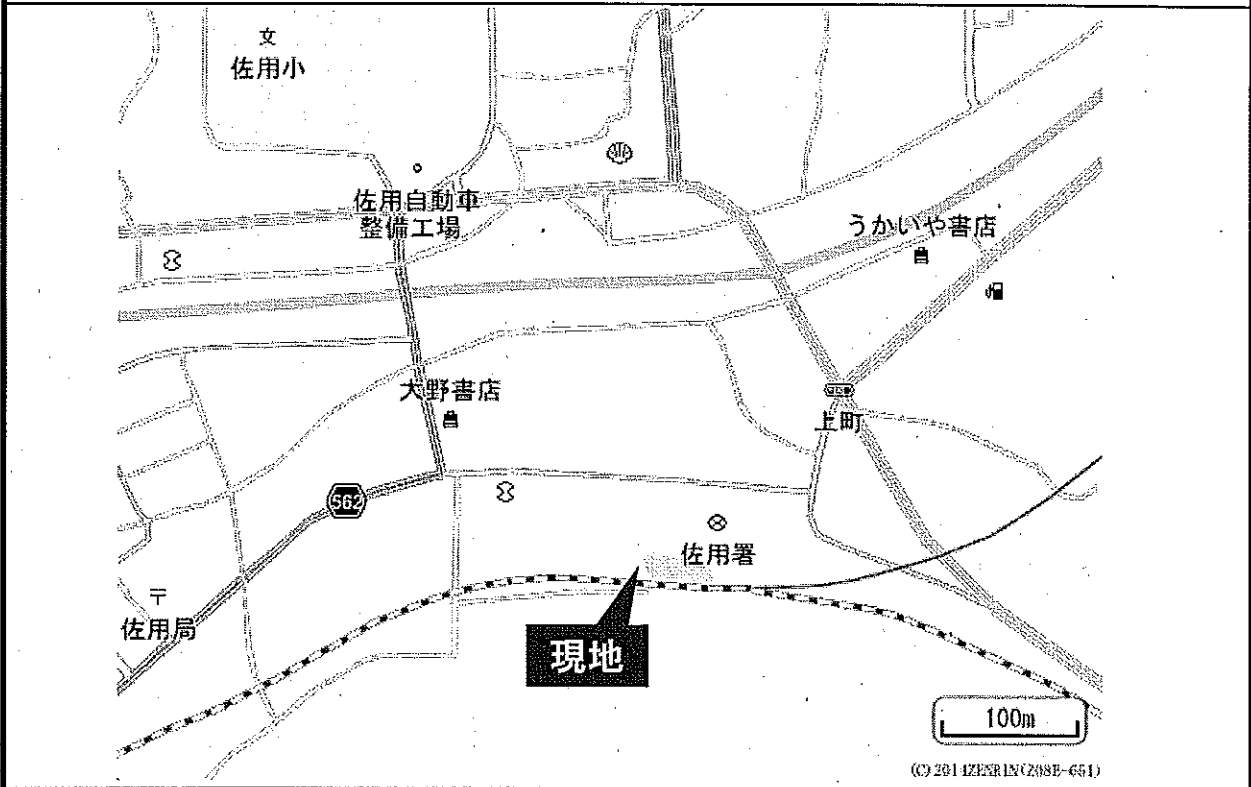 文
佐用小
佐用自動車
整備工場
うかいや書店
大野書店
上町
562
佐用署
〒
佐用局
現地
100m
(C) 2014ZENRIN(Z08E-651)